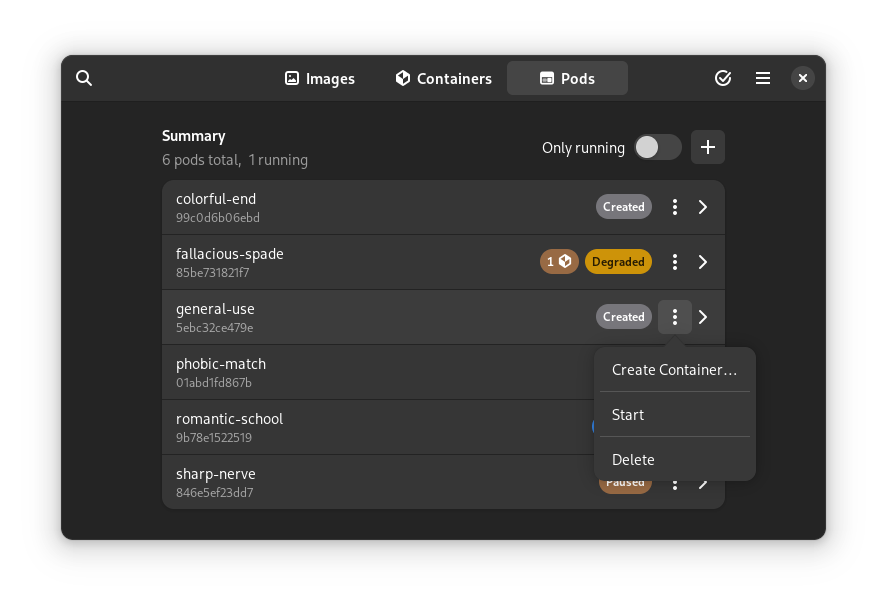 Images Containers Pods
Summary
6 pods total, 1 running
Only running
colorful-end
99c0d6b06ebd
Created
fallacious-spade
85be731821f7
1 Degraded
general-use
5ebc32ce479e
Created
phobic-match
01abd1fd867b
romantic-school
9b78e1522519
sharp-nerve
846e5ef23dd7
Paused
Create Container…
Start
Delete